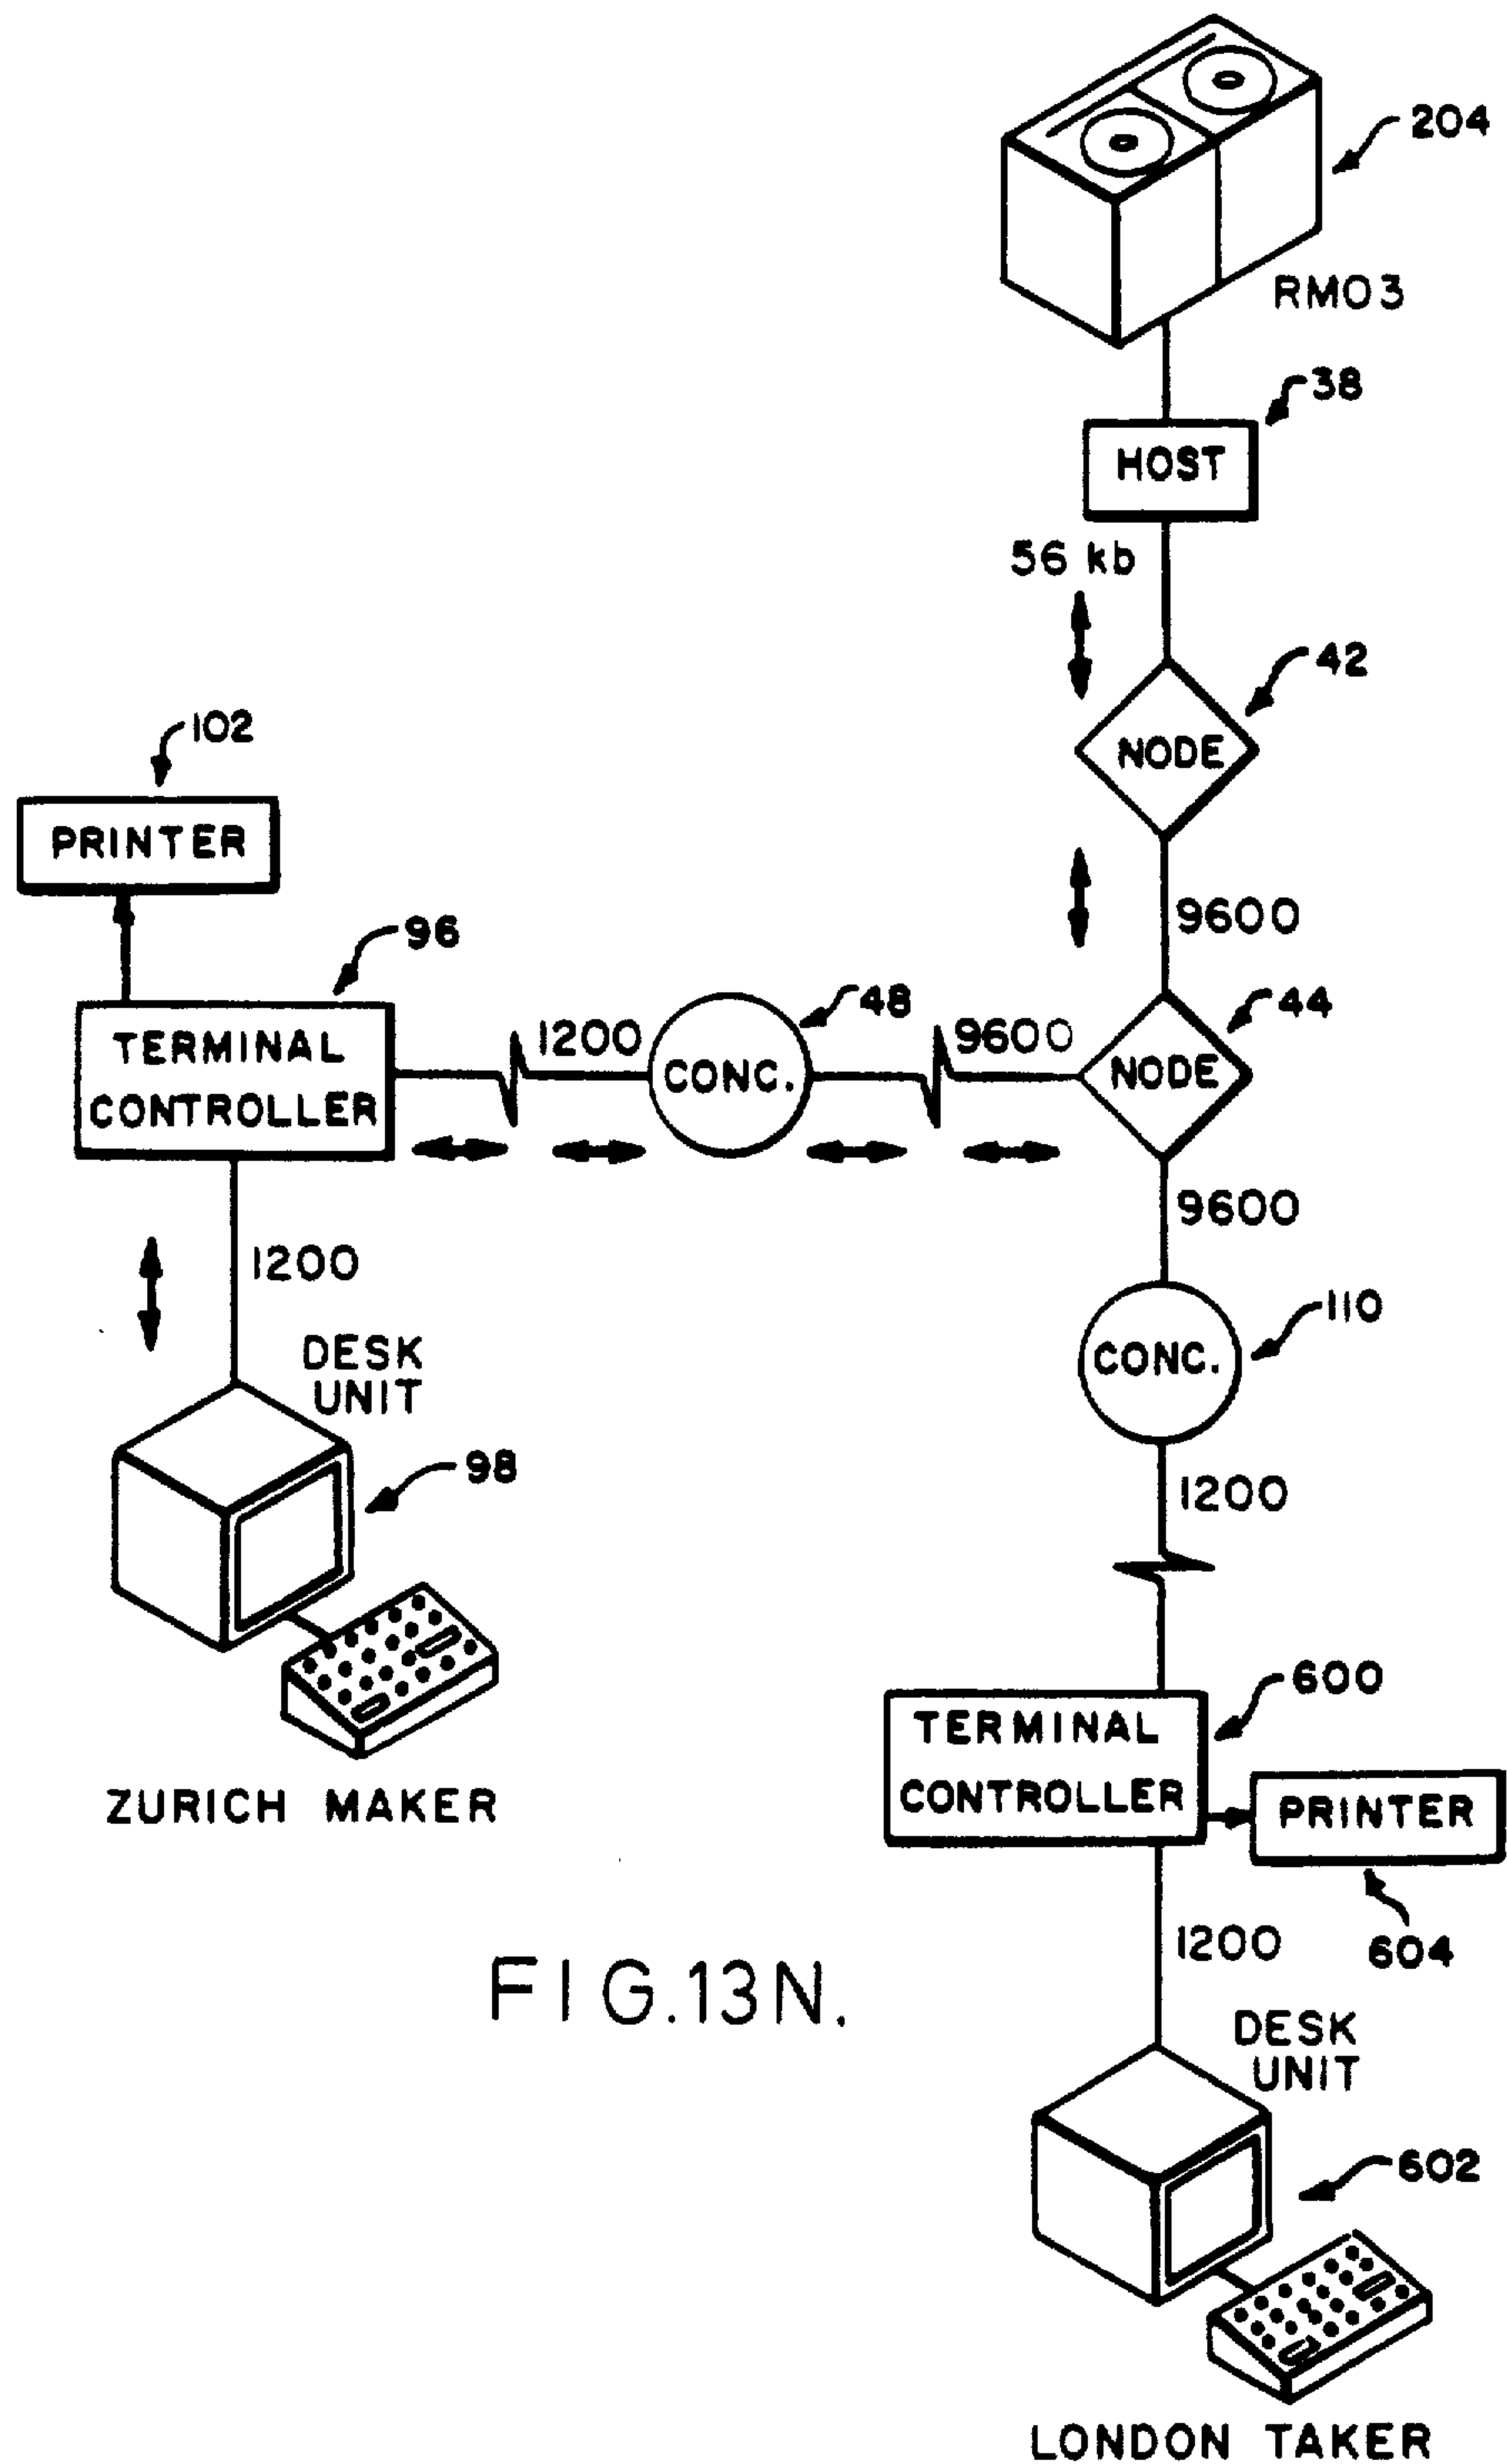 204
RM03
38
HOST
56 kb
42
NODE
102
PRINTER
9600
96
44
48
TERMINAL
CONTROLLER
1200
CONC.
9600
NODE
9600
1200
110
CONC.
DESK
UNIT
98
1200
600
TERMINAL
CONTROLLER
PRINTER
ZURICH MAKER
604
1200
FIG.13N.
DESK
UNIT
602
LONDON TAKER